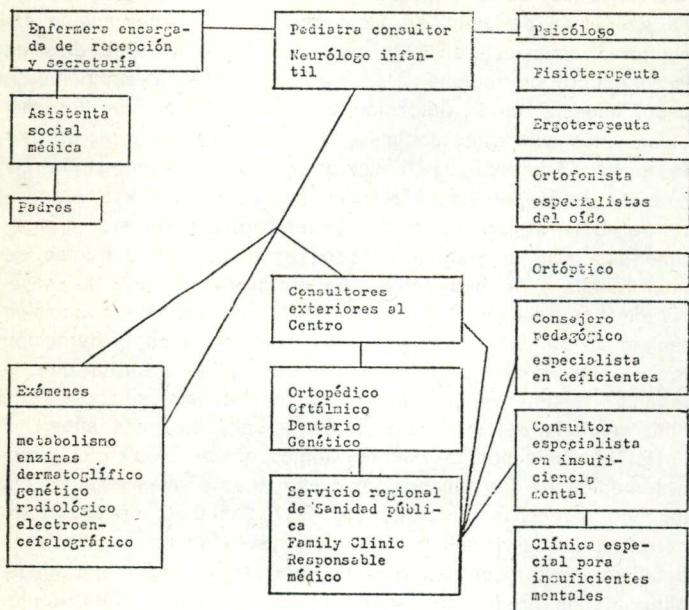 Enfermera encarga-
da de recepción
y secretaría
Asistenta
social
médica
Padres
Pediatra consultor
Neurólogo infan-
til
Psicólogo
Fisioterapeuta
Ergoterapeuta
Ortofonista
especialistas
del oído
Ortóptico
Consejero
pedagógico
especialista
en deficientes
Consultor
especialista
en insufi-
ciencia
mental
Clínica espe-
cial para
insuficientes
mentales
Consultores
exteriores al
Centro
Ortopédico
Oftálmico
Dentario
Genético
Servicio regional
de Sanidad públi-
ca
Family Clinic
Responsable
médico
Exámenes
metabolismo
enzimas
dermatoglífico
genético
radiológico
electroen-
cefalográfico